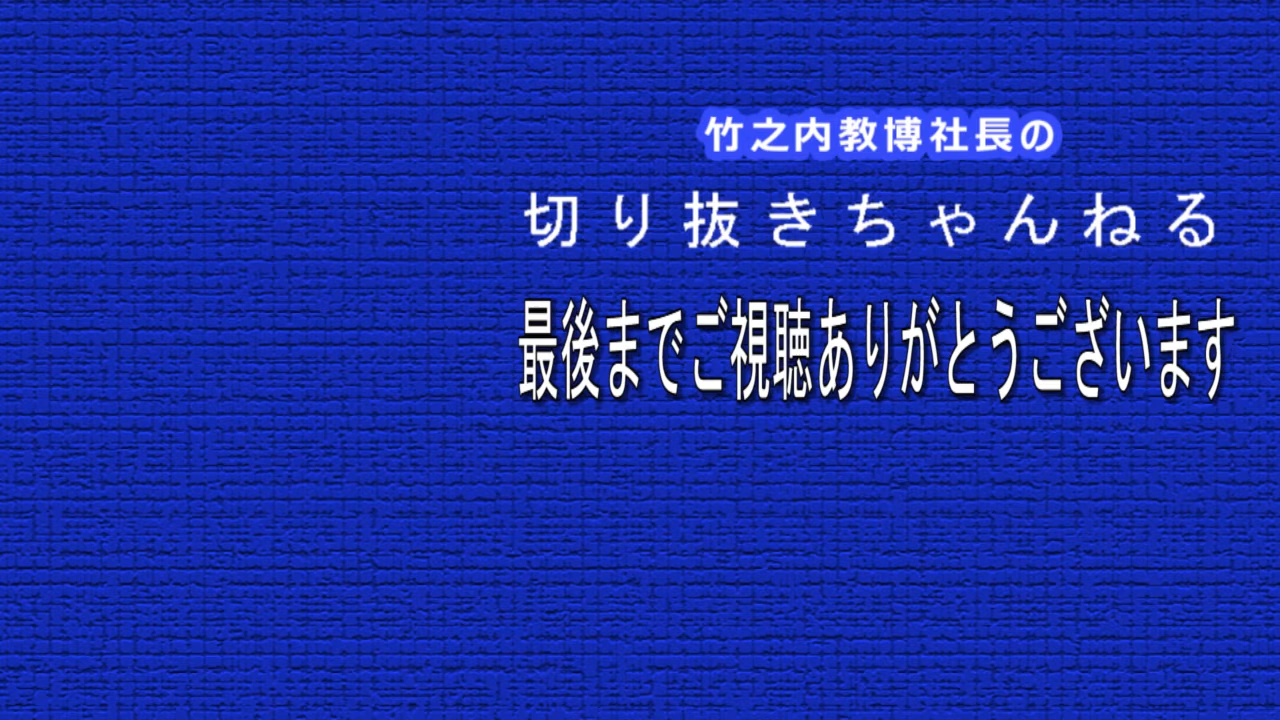 竹之内教博社長の
切り抜きちゃんねる
最後までご視聴ありがとうございます